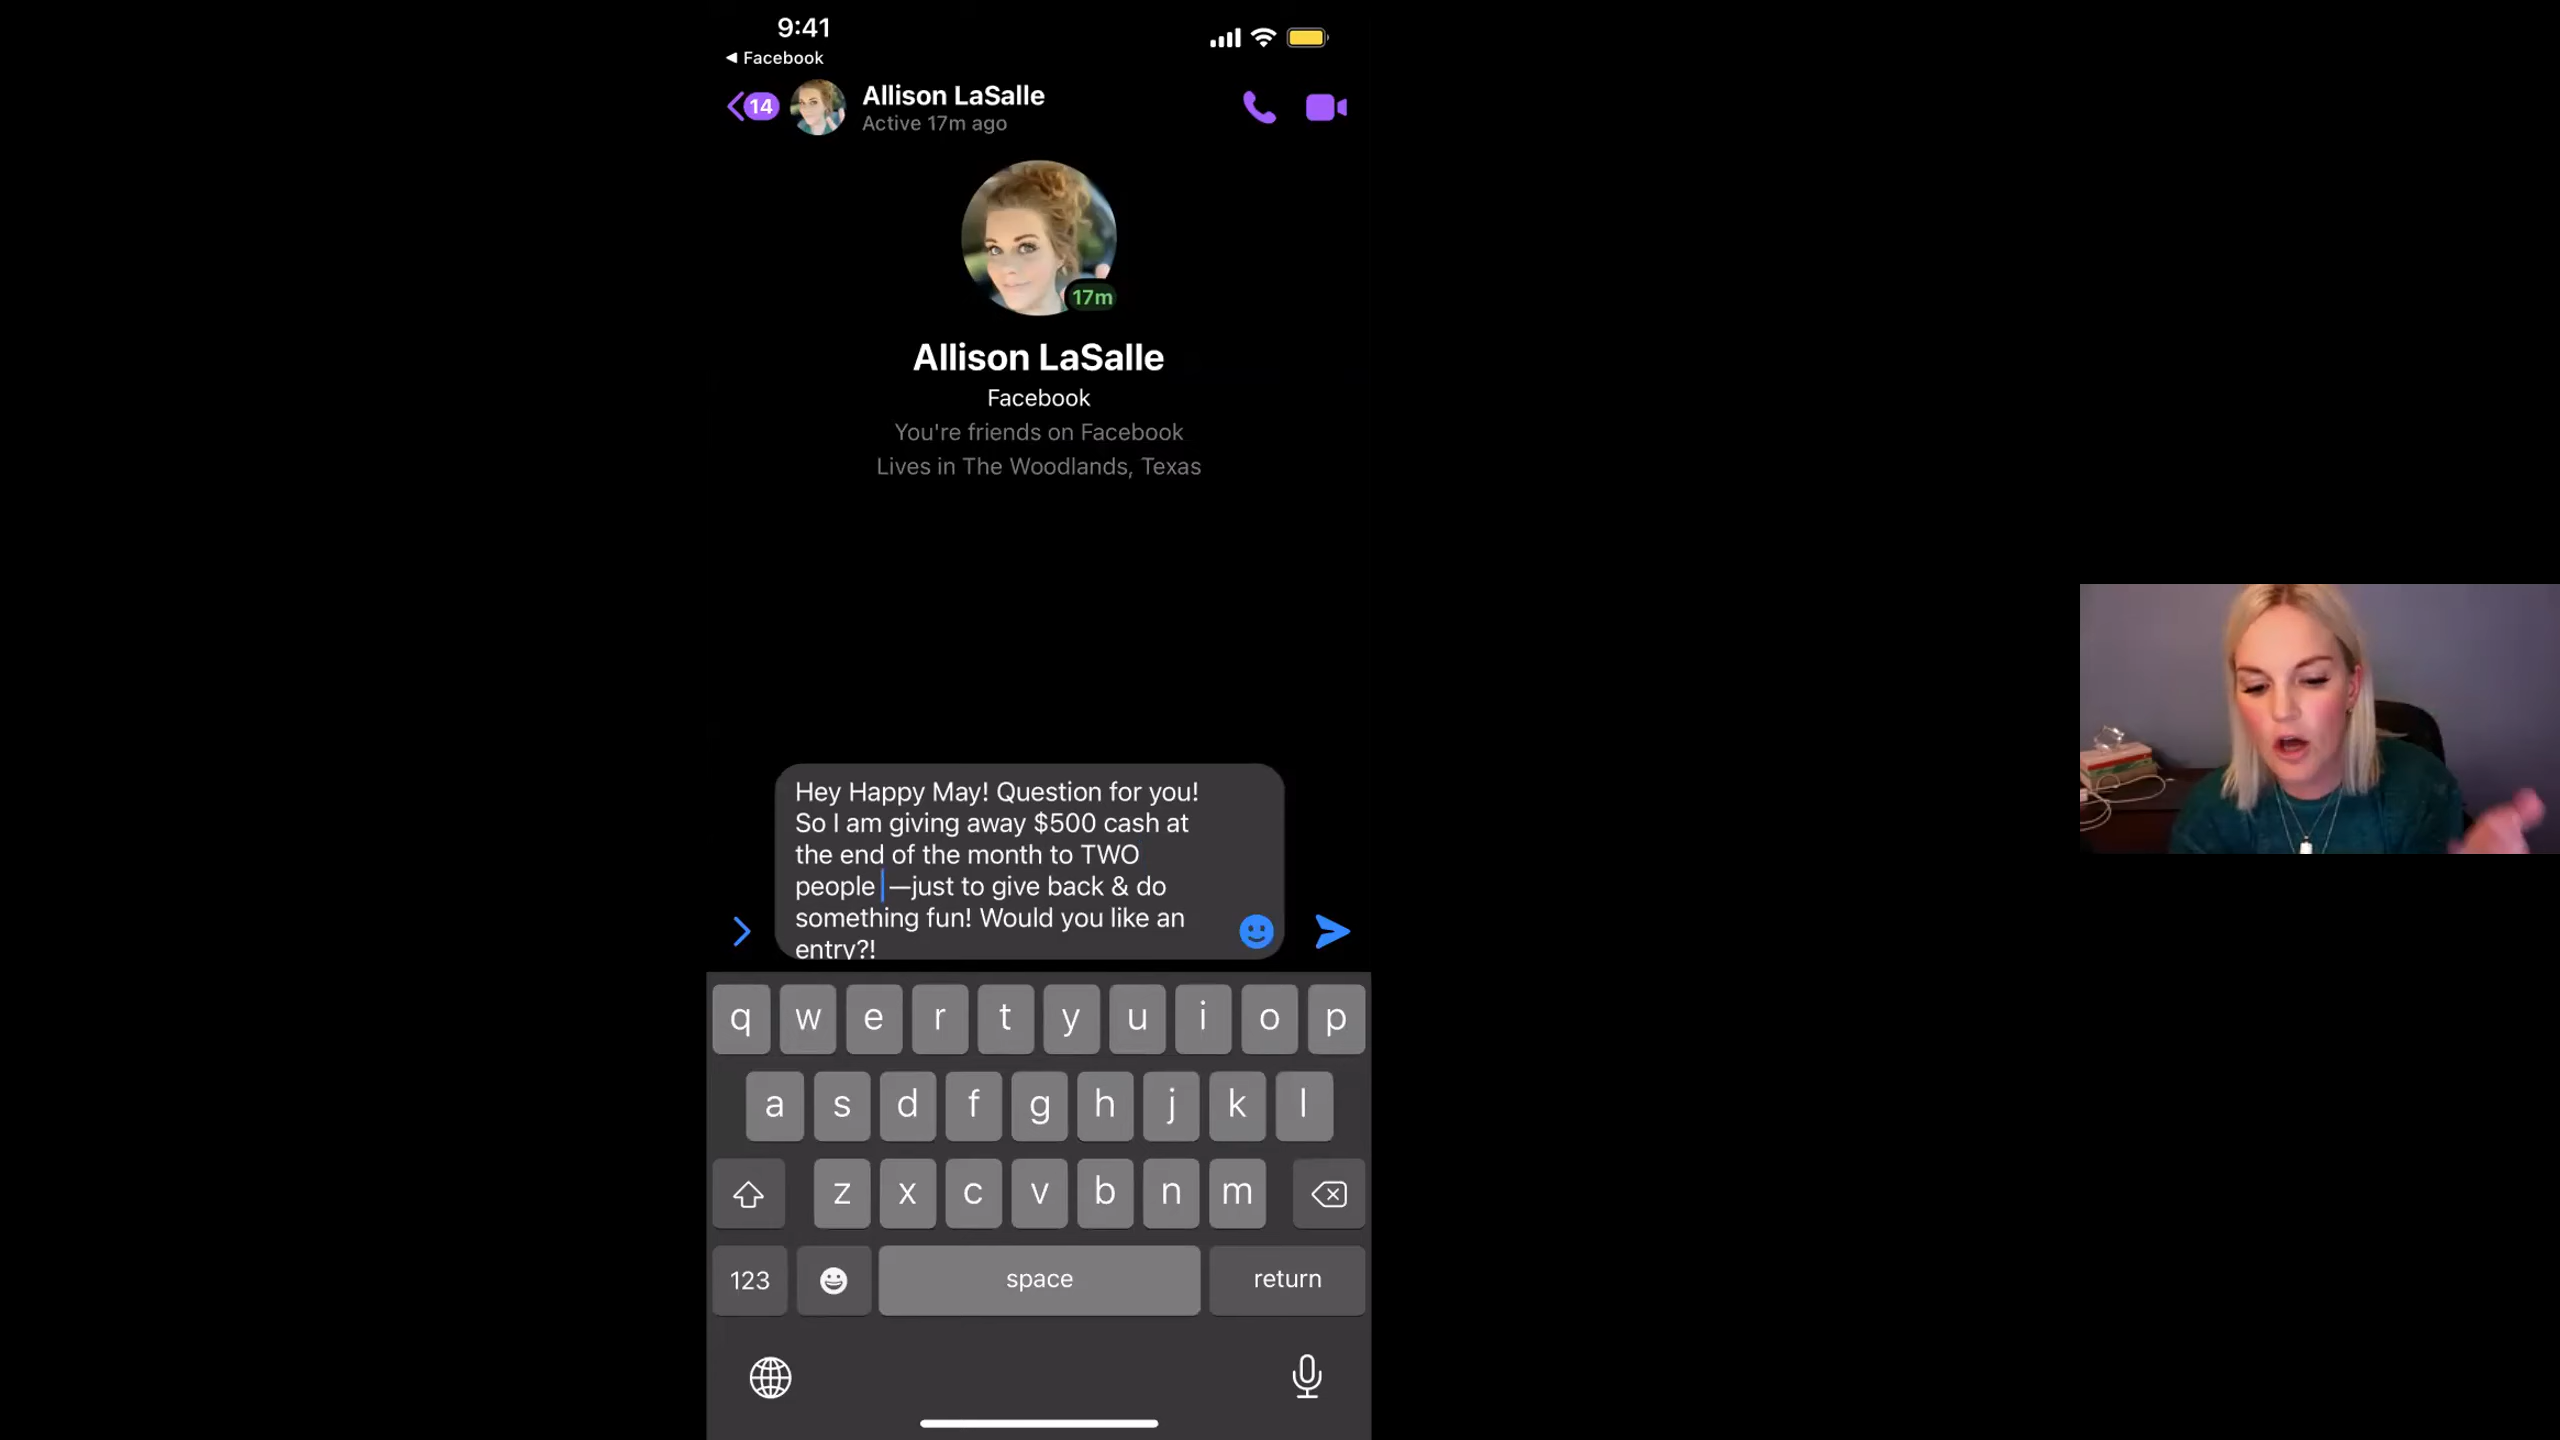 9:41
◀ Facebook
14
Allison LaSalle
Active 17m ago
17m
Allison LaSalle
Facebook
You're friends on Facebook
Lives in The Woodlands, Texas
Hey Happy May! Question for you!
So I am giving away $500 cash at
the end of the month to TWO
people —just to give back & do
something fun! Would you like an
entry?!
q w e r t y u i o p
a s d f g h j k l
z x c v b n m
123 space return